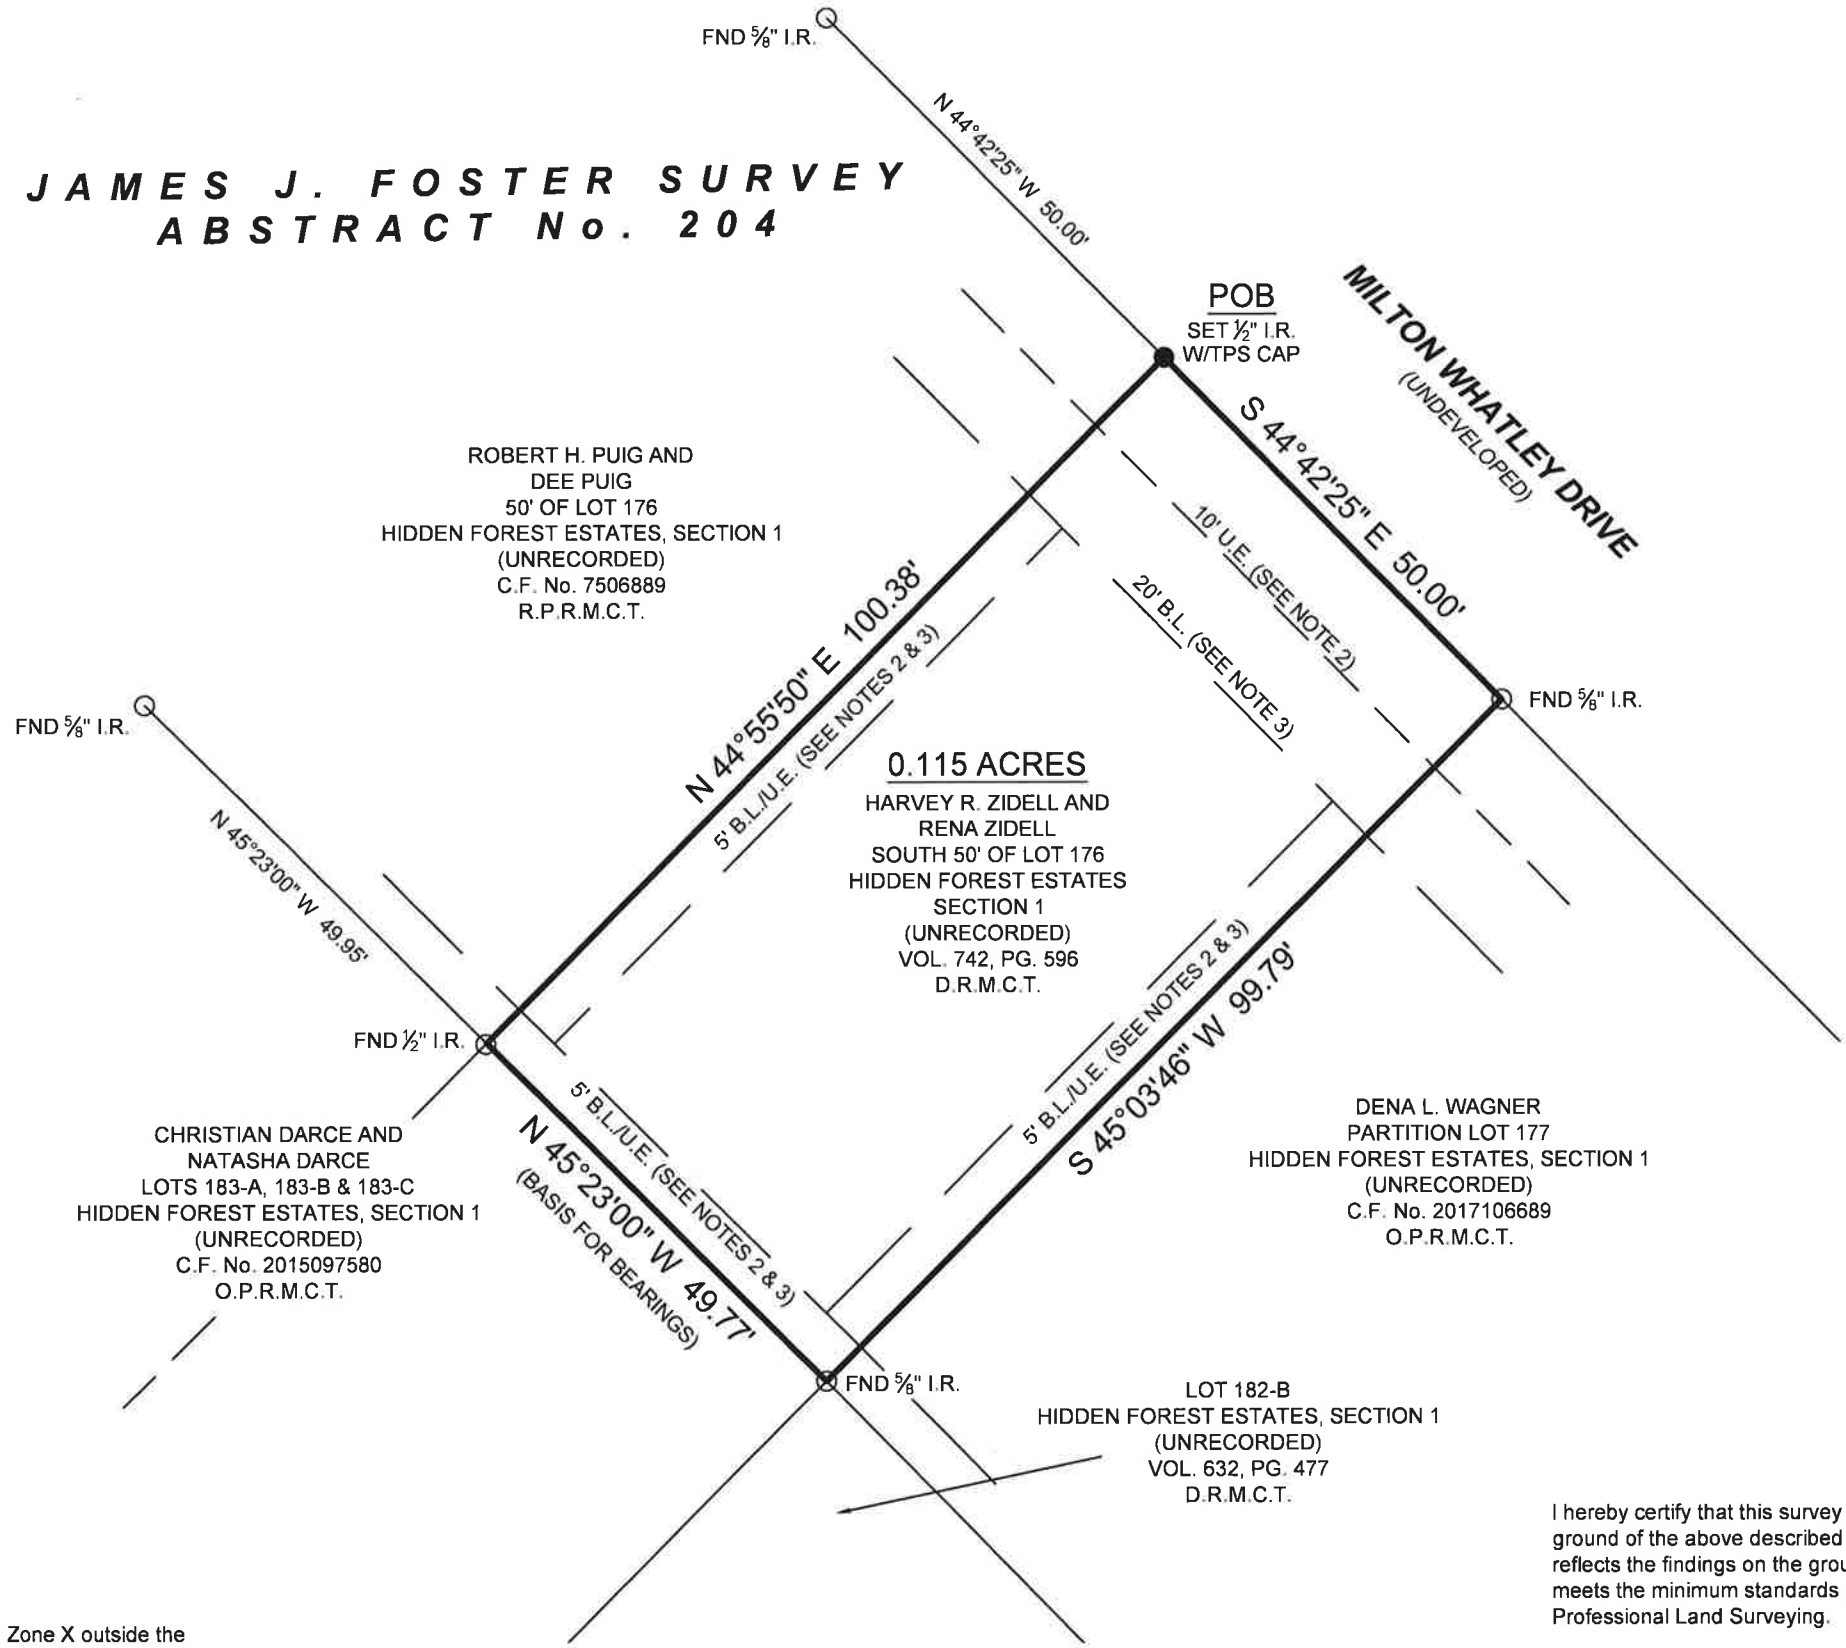 FND 5/8" I.R.
N 44°42'25" W 50.00'
JAMES J. FOSTER SURVEY
ABSTRACT No. 204
POB
SET 1/2" I.R.
W/TPS CAP
MILTON WHATLEY DRIVE
(UNDEVELOPED)
S 44°42'25" E 50.00'
ROBERT H. PUIG AND
DEE PUIG
50' OF LOT 176
HIDDEN FOREST ESTATES, SECTION 1
(UNRECORDED)
C.F. No. 7506889
R.P.R.M.C.T.
10' U.E. (SEE NOTE 2)
20' B.L. (SEE NOTE 3)
N 44°55'50" E 100.38'
5' B.L./U.E. (SEE NOTES 2 & 3)
FND 5/8" I.R.
FND 5/8" I.R.
N 45°23'00" W 49.95'
0.115 ACRES
HARVEY R. ZIDELL AND
RENA ZIDELL
SOUTH 50' OF LOT 176
HIDDEN FOREST ESTATES
SECTION 1
(UNRECORDED)
VOL. 742, PG. 596
D.R.M.C.T.
5' B.L./U.E. (SEE NOTES 2 & 3)
S 45°03'46" W 99.79'
FND 1/2" I.R.
5' B.L./U.E. (SEE NOTES 2 & 3)
N 45°23'00" W 49.77'
(BASIS FOR BEARINGS)
CHRISTIAN DARCE AND
NATASHA DARCE
LOTS 183-A, 183-B & 183-C
HIDDEN FOREST ESTATES, SECTION 1
(UNRECORDED)
C.F. No. 2015097580
O.P.R.M.C.T.
DENA L. WAGNER
PARTITION LOT 177
HIDDEN FOREST ESTATES, SECTION 1
(UNRECORDED)
C.F. No. 2017106689
O.P.R.M.C.T.
FND 5/8" I.R.
LOT 182-B
HIDDEN FOREST ESTATES, SECTION 1
(UNRECORDED)
VOL. 632, PG. 477
D.R.M.C.T.
I hereby certify that this survey
ground of the above described
reflects the findings on the grou
meets the minimum standards
Professional Land Surveying.
Zone X outside the